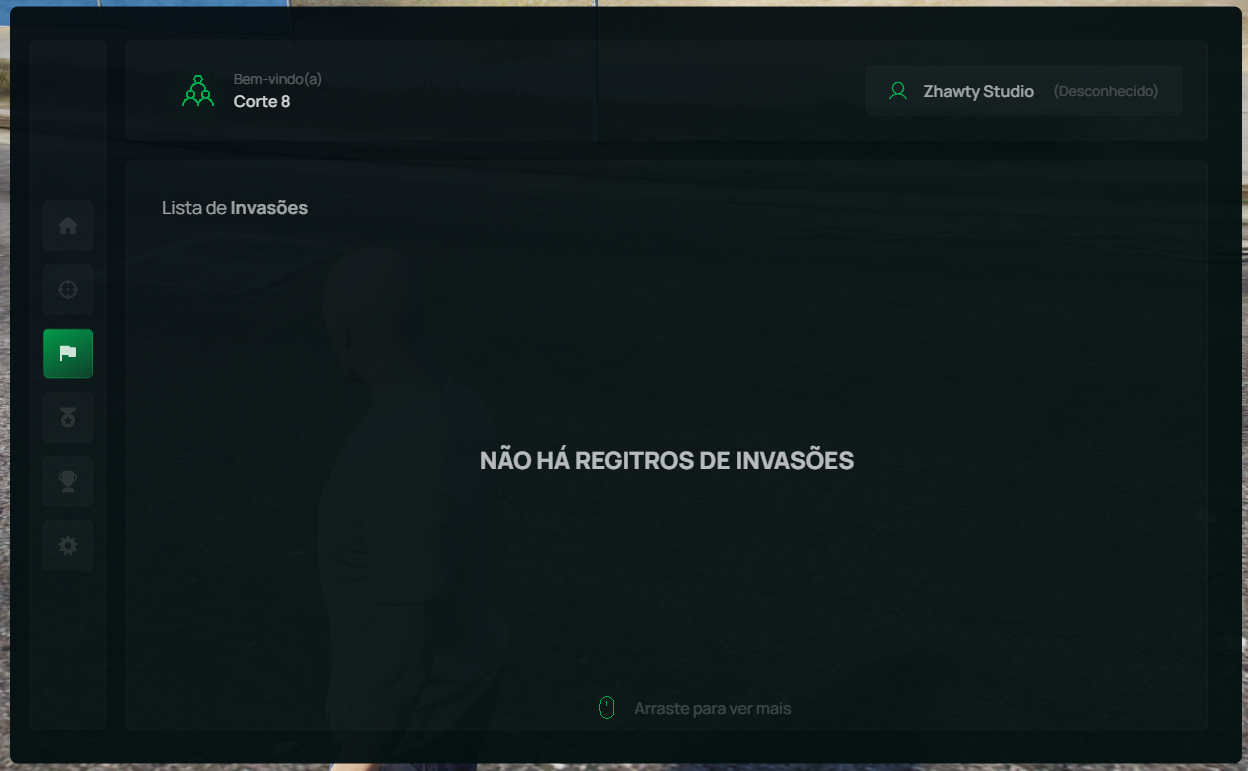 Bem-vindo(a)
Corte 8
Zhawty Studio (Desconhecido)
Lista de Invasões
NÃO HÁ REGITROS DE INVASÕES
Arraste para ver mais